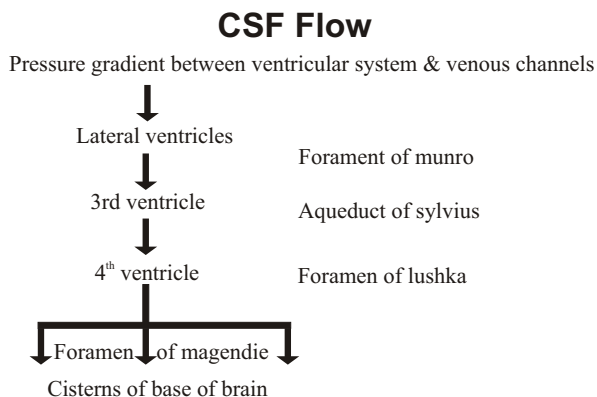 CSF Flow
Pressure gradient between ventricular system & venous channels
Lateral ventricles
Forament of munro
3rd ventricle
Aqueduct of sylvius
4th ventricle
Foramen of lushka
Foramen of magendie
Cisterns of base of brain